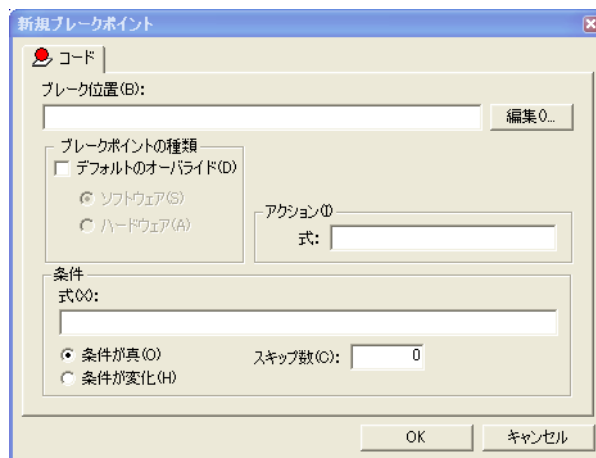 新規ブレークポイント
コード
ブレーク位置(B):
編集()...
ブレークポイントの種類
デフォルトのオーバライド(D)
ソフトウェア(S)
ハードウェア(A)
アクション(I)
式:
条件
式(X):
条件が真(O)
スキップ数(C):
0
条件が変化(H)
OK
キャンセル